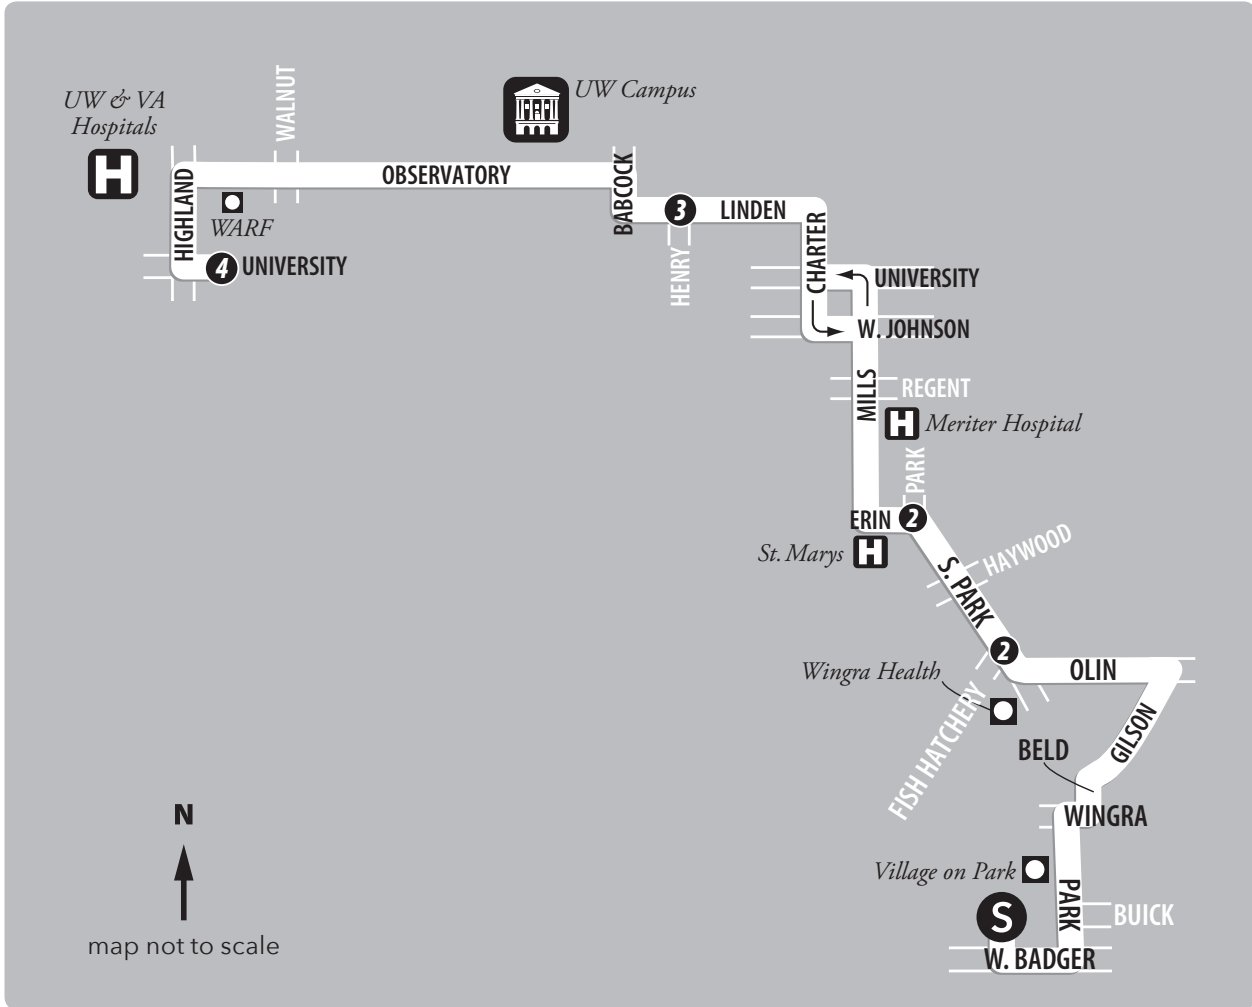 WALNUT
UW & VA
Hospitals
H
UW Campus
OBSERVATORY
BABCOCK
HIGHLAND
WARF
4
UNIVERSITY
3
LINDEN
HENRY
CHARTER
UNIVERSITY
W. JOHNSON
MILLS
REGENT
H
Meriter Hospital
PARK
ERIN
2
St. Marys
H
HAYWOOD
S. PARK
2
Wingra Health
OLIN
FISH HATCHERY
GILSON
BELD
WINGRA
Village on Park
PARK
S
BUICK
W. BADGER
N
map not to scale